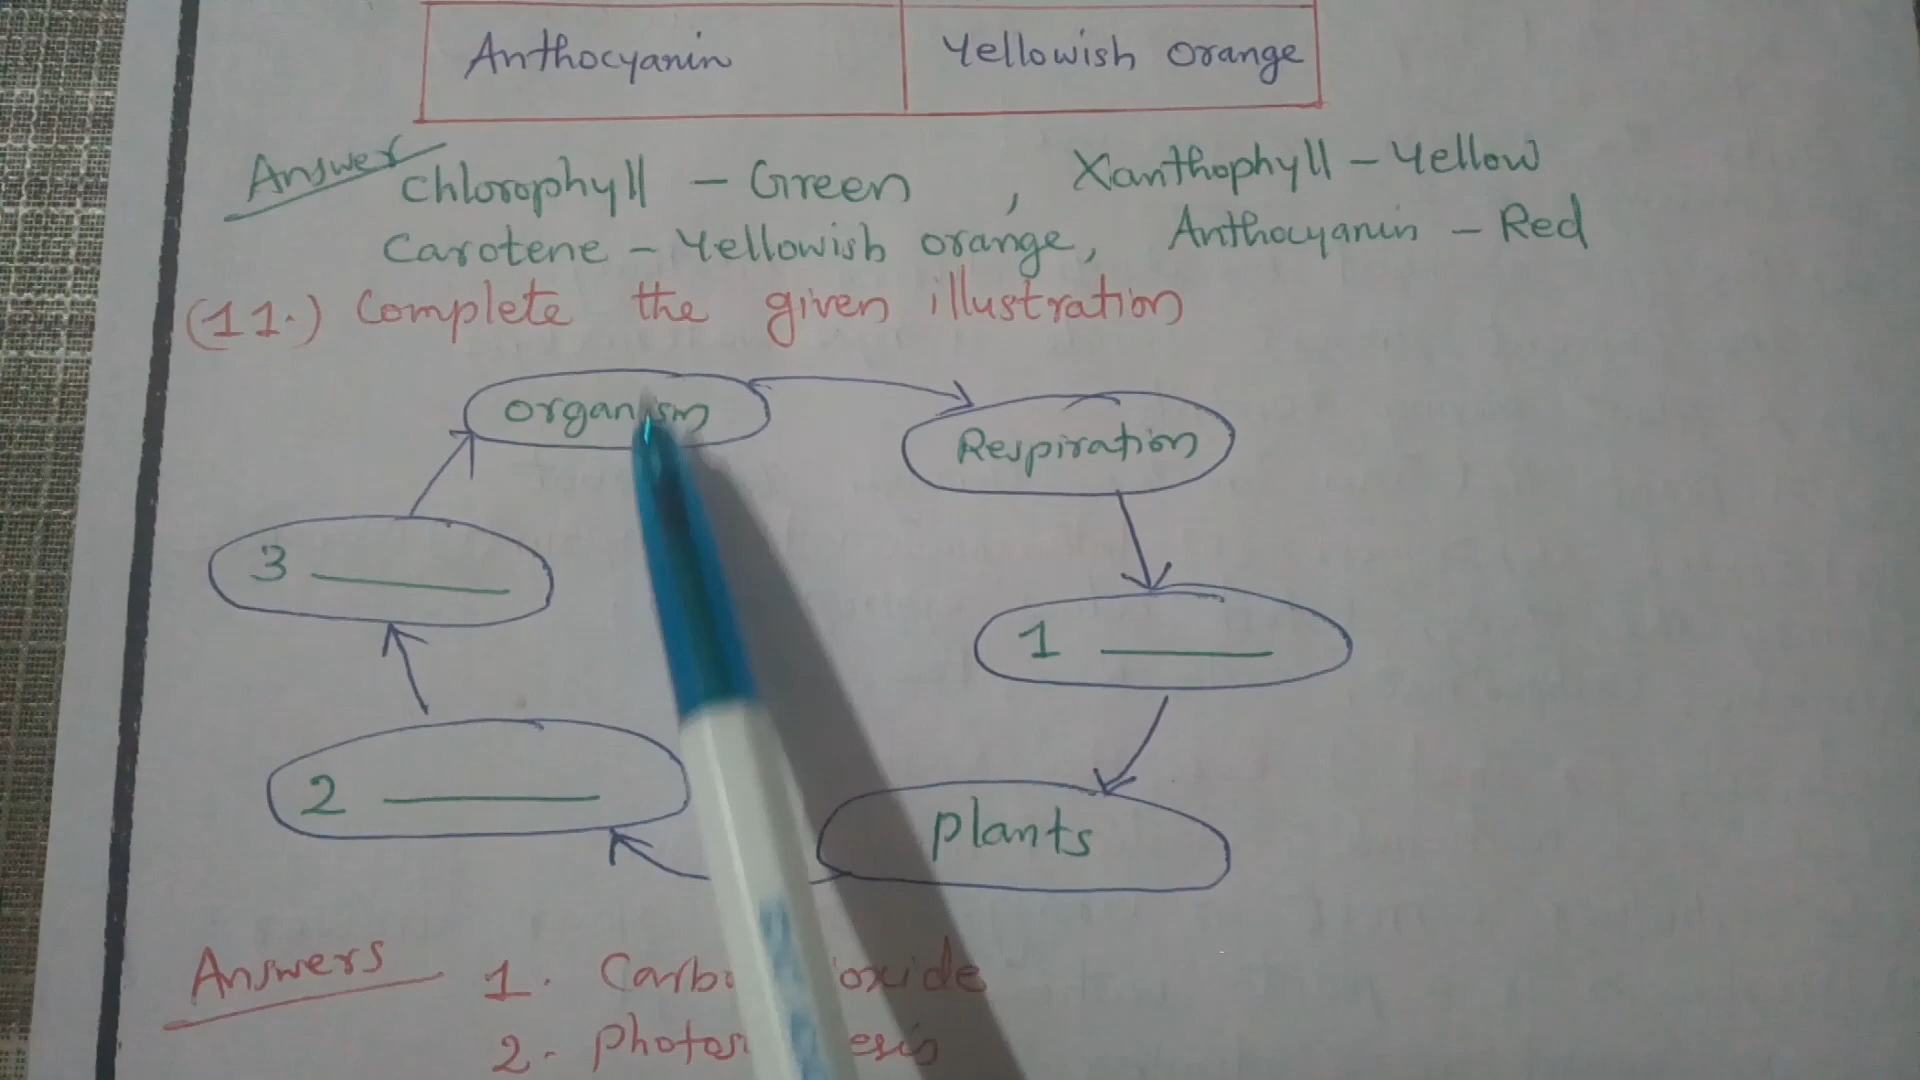 Anthocyanin Yellowish orange
Answer Chlorophyll - Green , Xanthophyll - Yellow
Carotene - Yellowish orange, Anthocyanin - Red
(11.) Complete the given illustration
organism
Respiration
3
1
2
plants
Answers 1.
2.